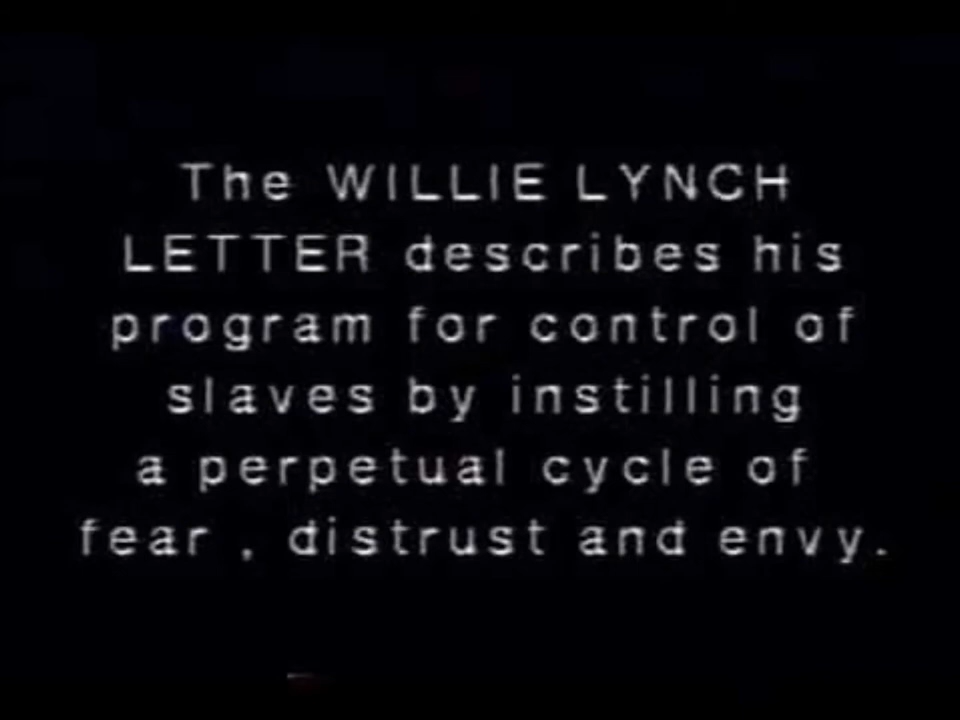 The WILLIE LYNCH
LETTER describes his
program for control of
slaves by instilling
a perpetual cycle of
fear , distrust and envy.